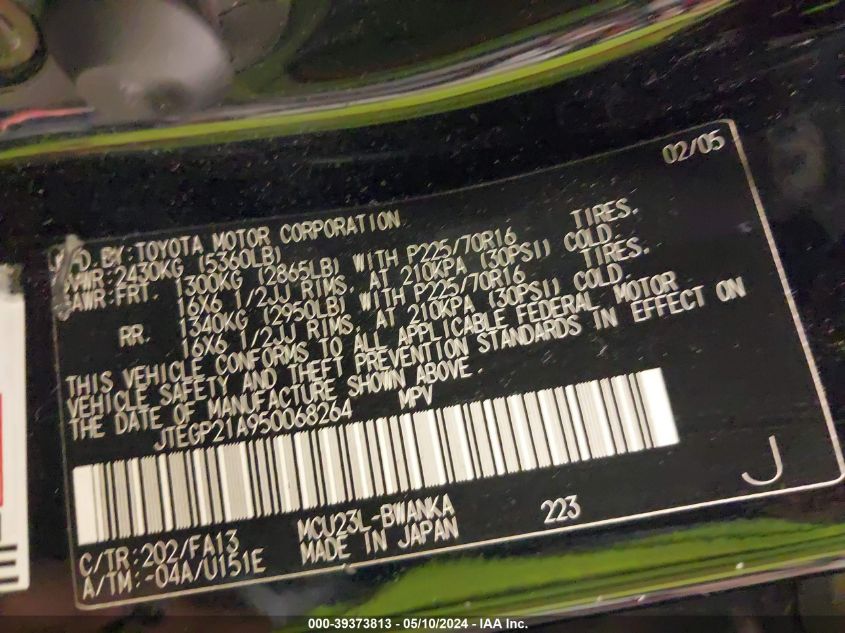 02/05
MFD. BY: TOYOTA MOTOR CORPORATION
GVWR: 2430KG (5360LB)
GAWR: FRT. 1300KG (2865LB) WITH P225/70R16 TIRES.
16X6 1/2JJ RIMS, AT 210KPA (30PSI) COLD.
RR. 1340KG (2950LB) WITH P225/70R16 TIRES.
16X6 1/2JJ RIMS, AT 210KPA (30PSI) COLD.
THIS VEHICLE CONFORMS TO ALL APPLICABLE FEDERAL MOTOR
VEHICLE SAFETY AND THEFT PREVENTION STANDARDS IN EFFECT ON
THE DATE OF MANUFACTURE SHOWN ABOVE.
JTEGP21A950068264 MPV
C/TR: 202/FA13 MCU23L-BWANKA 223 J
A/TM: -04A/U151E MADE IN JAPAN
000-39373813 - 05/10/2024 - © IAA Inc.